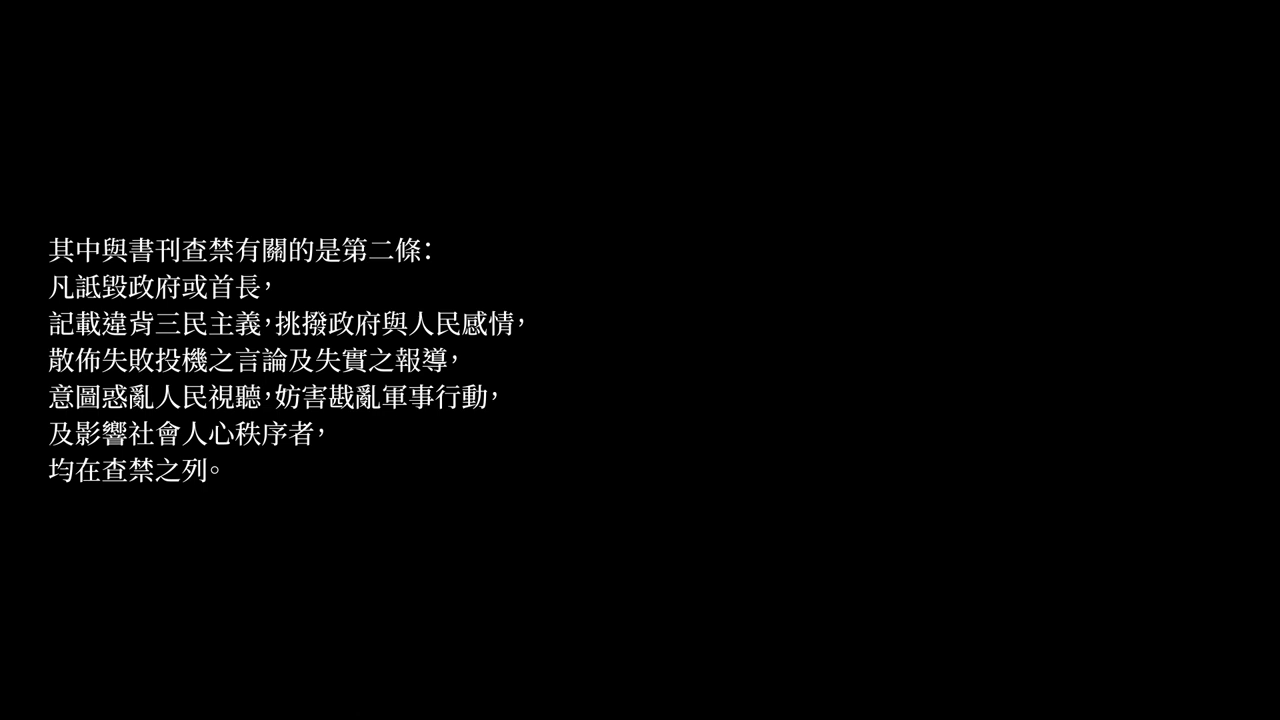 其中與書刊查禁有關的是第二條：
凡詆毀政府或首長，
記載違背三民主義，挑撥政府與人民感情，
散佈失敗投機之言論及失實之報導，
意圖惑亂人民視聽，妨害戡亂軍事行動，
及影響社會人心秩序者，
均在查禁之列。